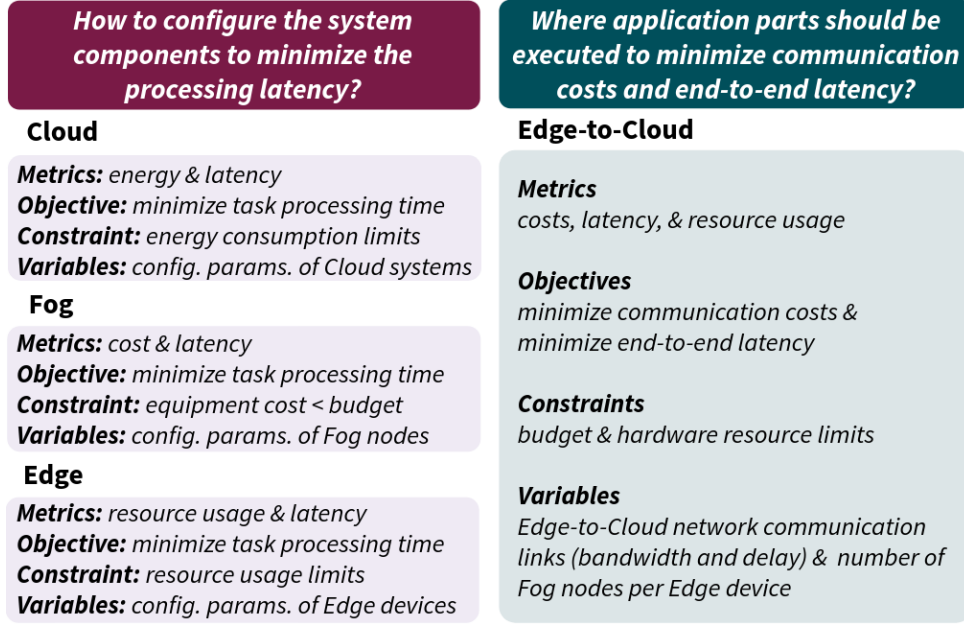 How to configure the system
components to minimize the
processing latency?
Cloud
Metrics: energy & latency
Objective: minimize task processing time
Constraint: energy consumption limits
Variables: config. params. of Cloud systems
Fog
Metrics: cost & latency
Objective: minimize task processing time
Constraint: equipment cost < budget
Variables: config. params. of Fog nodes
Edge
Metrics: resource usage & latency
Objective: minimize task processing time
Constraint: resource usage limits
Variables: config. params. of Edge devices
Where application parts should be
executed to minimize communication
costs and end-to-end latency?
Edge-to-Cloud
Metrics
costs, latency, & resource usage
Objectives
minimize communication costs &
minimize end-to-end latency
Constraints
budget & hardware resource limits
Variables
Edge-to-Cloud network communication
links (bandwidth and delay) & number of
Fog nodes per Edge device